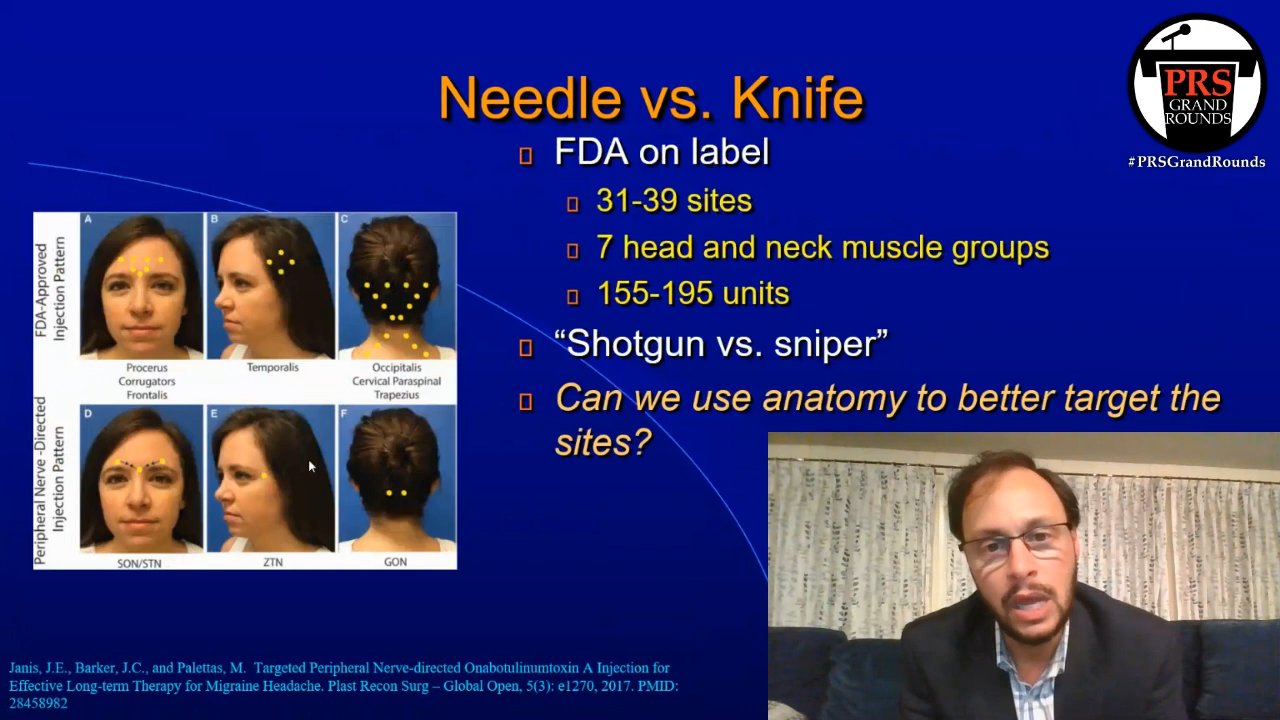 Needle vs. Knife
FDA on label
31-39 sites
7 head and neck muscle groups
155-195 units
“Shotgun vs. sniper”
Can we use anatomy to better target the
sites?
PRS
GRAND
ROUNDS
#PRSGrandRounds
FDA-Approved
Injection Pattern
A
B
C
Procerus
Corrugators
Frontalis
Temporalis
Occipitalis
Cervical Paraspinal
Trapezius
Peripheral Nerve -Directed
Injection Pattern
D
E
F
SON/STN
ZTN
GON
Janis, J.E., Barker, J.C., and Palettas, M. Targeted Peripheral Nerve-directed Onabotulinumtoxin A Injection for
Effective Long-term Therapy for Migraine Headache. Plast Recon Surg – Global Open, 5(3): e1270, 2017. PMID:
28458982